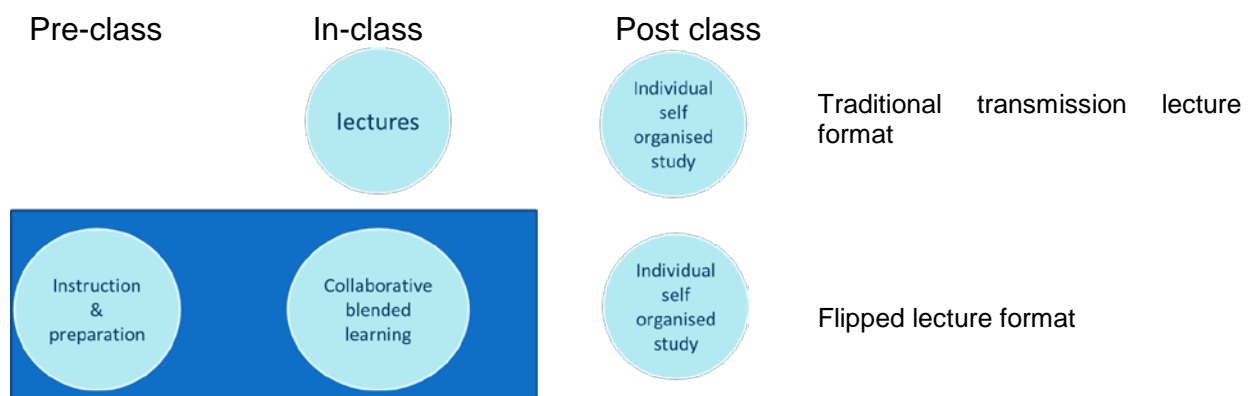 Pre-class In-class Post class
lectures
Individual
self
organised
study
Traditional transmission lecture
format
Instruction
&
preparation
Collaborative
blended
learning
Individual
self
organised
study
Flipped lecture format